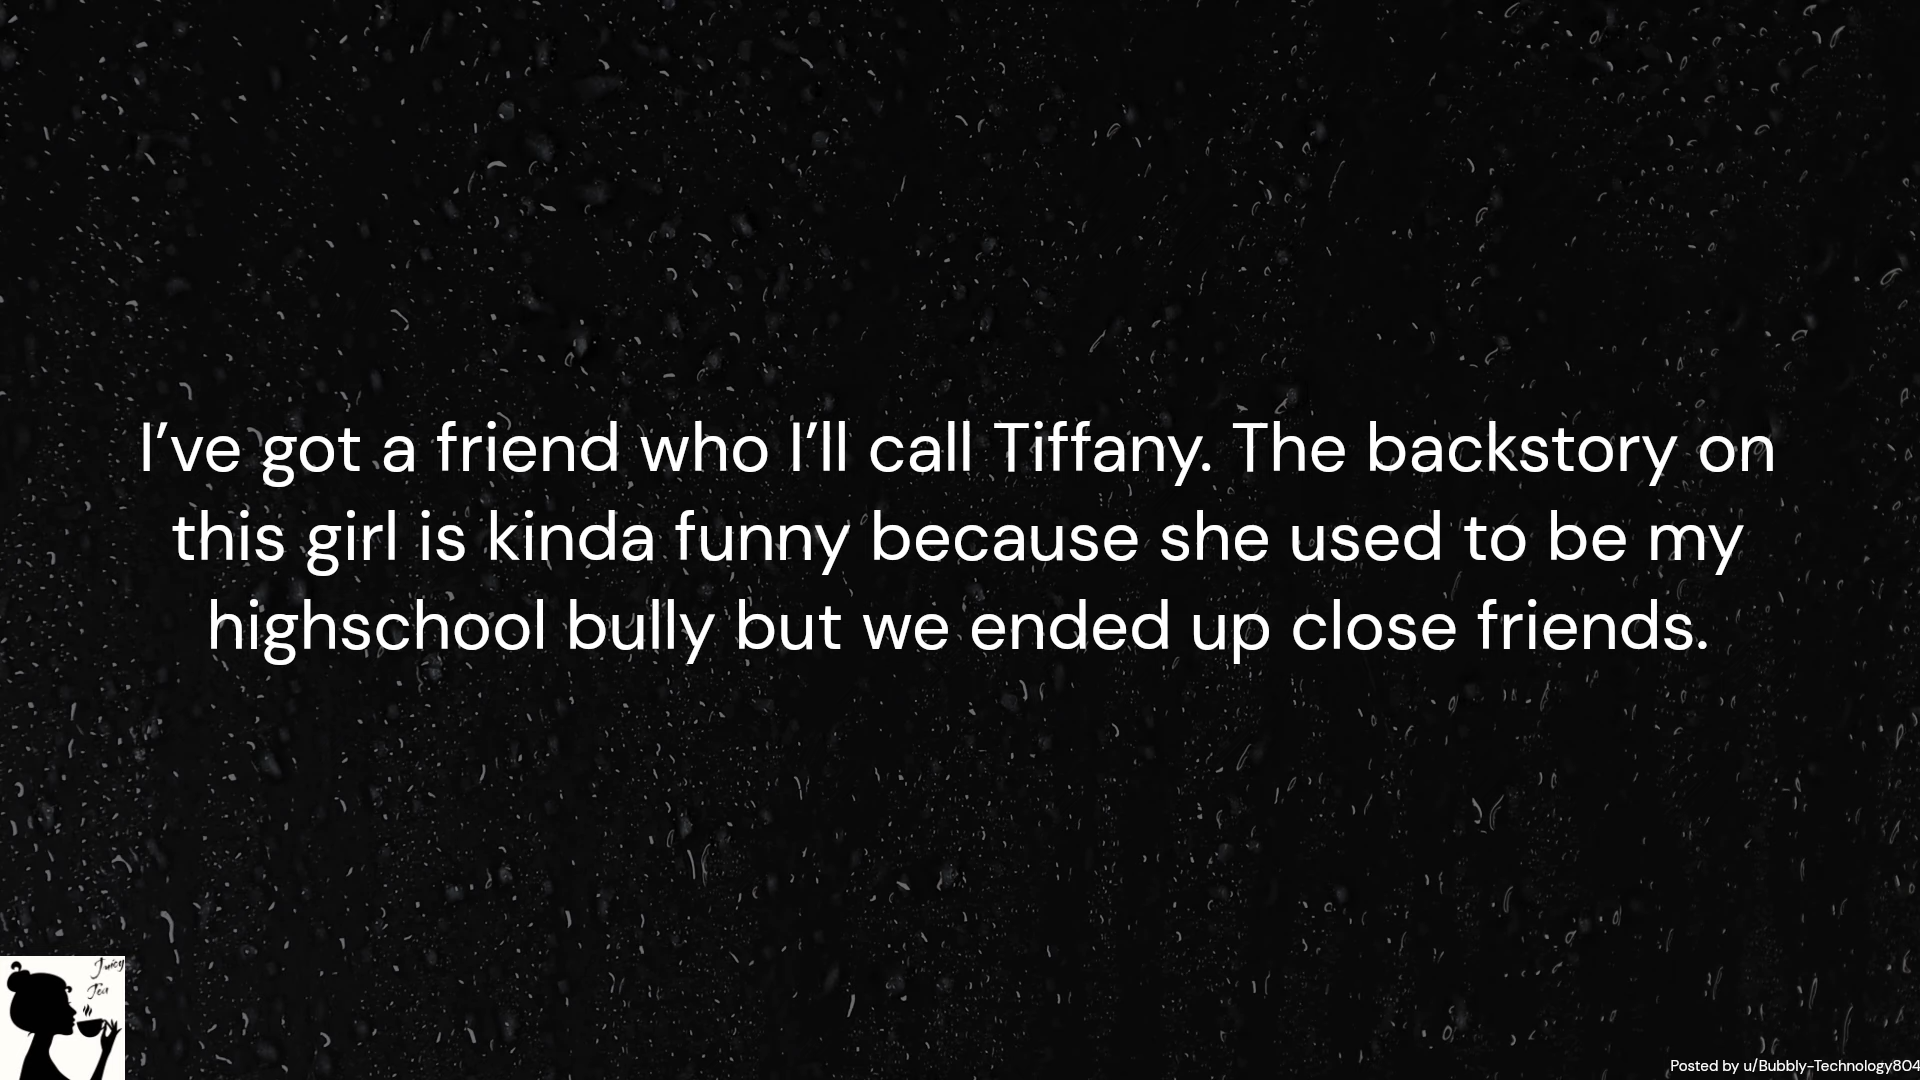 I’ve got a friend who I’ll call Tiffany. The backstory on
this girl is kinda funny because she used to be my
highschool bully but we ended up close friends.
Juicy
Tea
Posted by u/Bubbly-Technology804